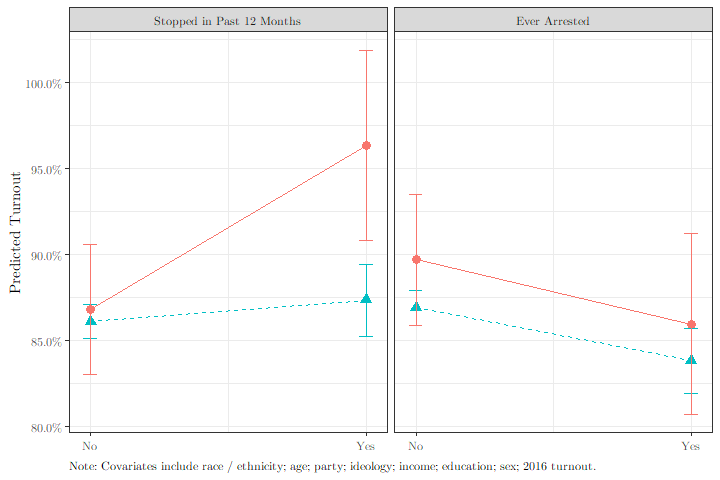 Stopped in Past 12 Months
Ever Arrested
Predicted Turnout
100.0%
95.0%
90.0%
85.0%
80.0%
No
Yes
No
Yes
Note: Covariates include race / ethnicity; age; party; ideology; income; education; sex; 2016 turnout.